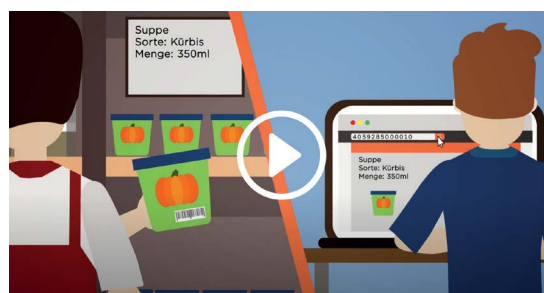 Suppe
Sorte: Kürbis
Menge: 350ml
4059285000010
Suppe
Sorte: Kürbis
Menge: 350ml